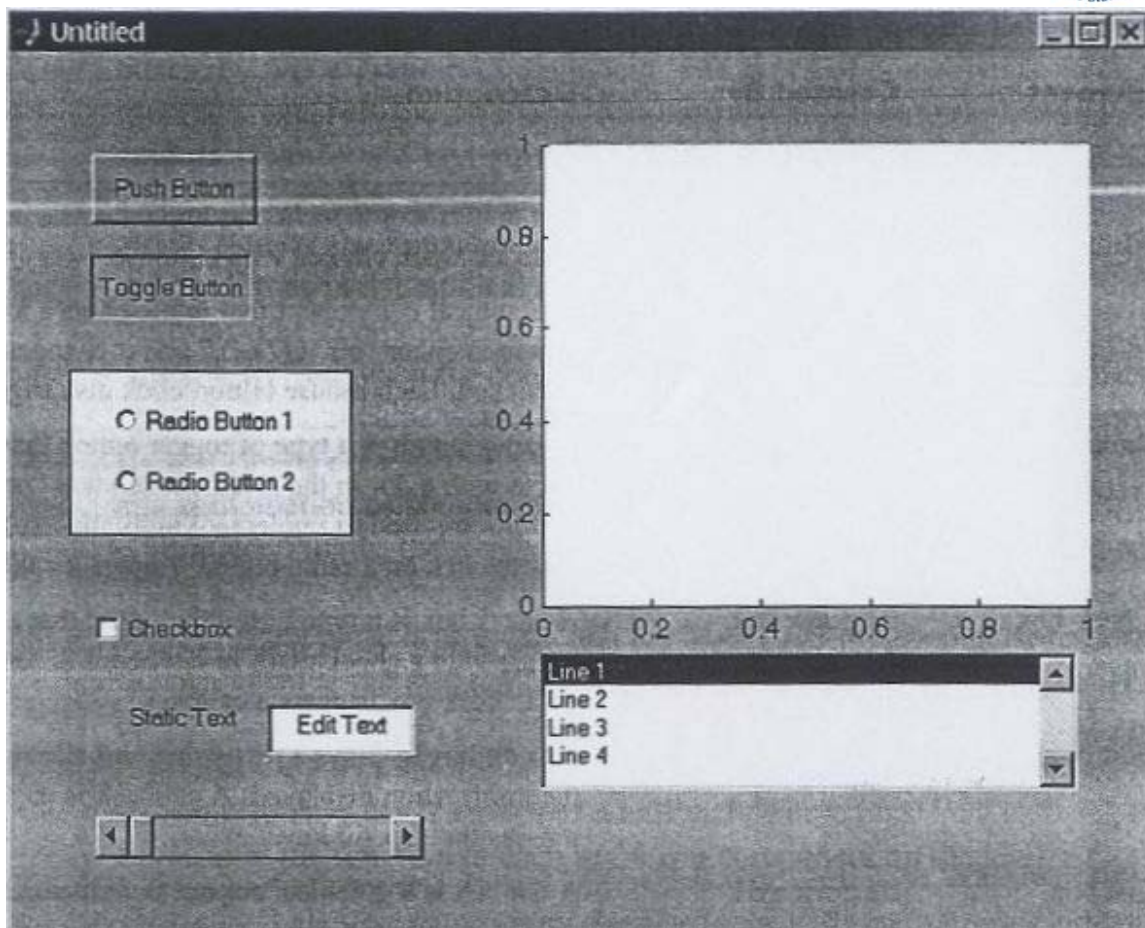 Untitled
Push Button
Toggle Button
Radio Button 1
Radio Button 2
Checkbox
Static Text
Edit Text
1
0.8
0.6
0.4
0.2
0
0 0.2 0.4 0.6 0.8 1
Line 1
Line 2
Line 3
Line 4